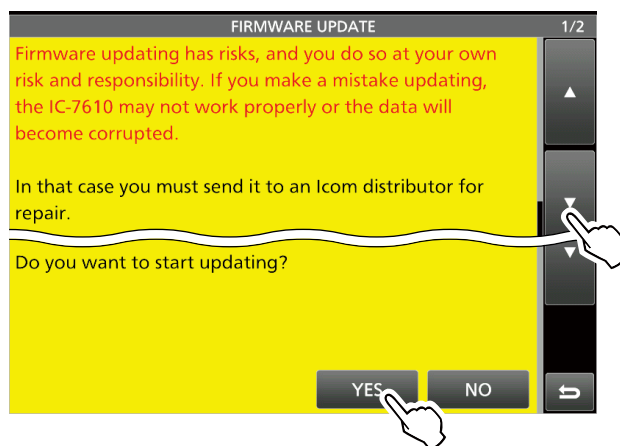 FIRMWARE UPDATE 1/2
Firmware updating has risks, and you do so at your own
risk and responsibility. If you make a mistake updating,
the IC-7610 may not work properly or the data will
become corrupted.
In that case you must send it to an Icom distributor for
repair.
Do you want to start updating?
YES NO